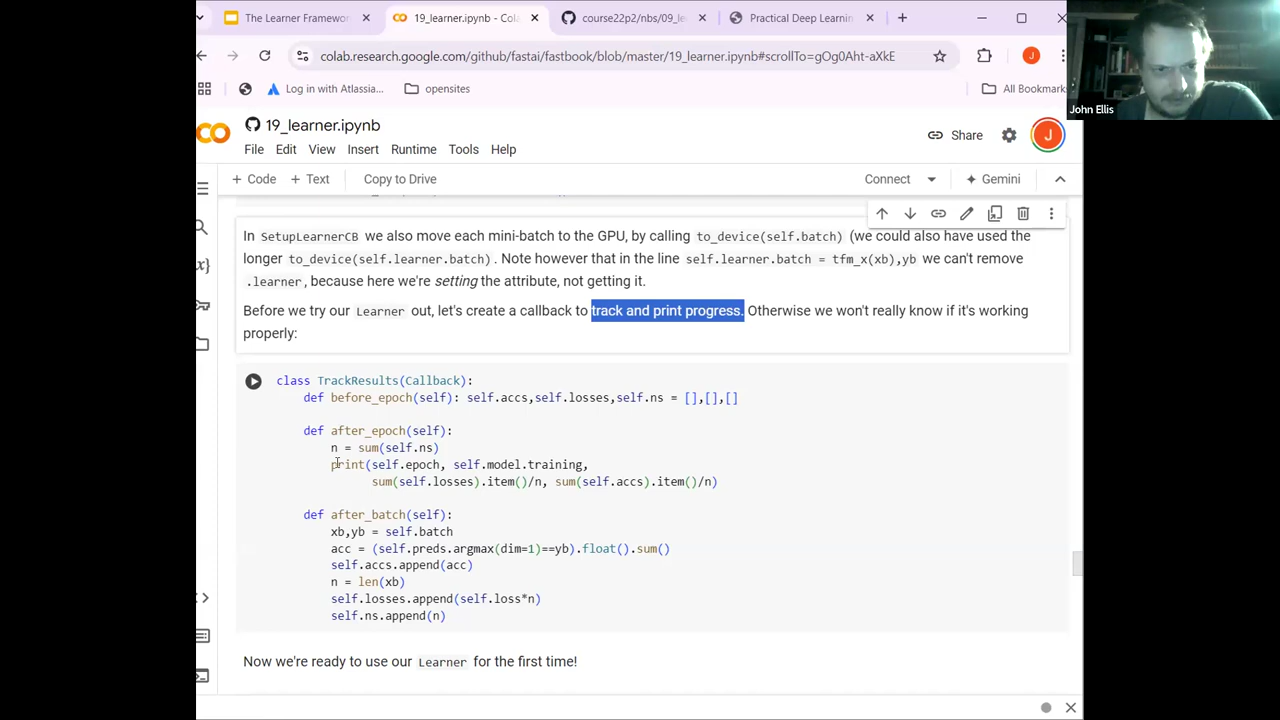 The Learner Framew
19_learner.ipynb - Co
course22p2/nbs/09_le
Practical Deep Learnin
colab.research.google.com/github/fastai/fastbook/blob/master/19_learner.ipynb#scrollTo=gOg0Aht-aXkE
J
Log in with Atlassia...
opensites
All Bookmarks
John Ellis
19_learner.ipynb
Share
J
File Edit View Insert Runtime Tools Help
+ Code + Text Copy to Drive Connect Gemini
In SetupLearnerCB we also move each mini-batch to the GPU, by calling to_device(self.batch) (we could also have used the
longer to_device(self.learner.batch). Note however that in the line self.learner.batch = tfm_x(xb),yb we can't remove
.learner, because here we're setting the attribute, not getting it.
Before we try our Learner out, let's create a callback to track and print progress. Otherwise we won't really know if it's working
properly:
class TrackResults(Callback):
def before_epoch(self): self.accs,self.losses,self.ns = [],[],[]
def after_epoch(self):
n = sum(self.ns)
print(self.epoch, self.model.training,
sum(self.losses).item()/n, sum(self.accs).item()/n)
def after_batch(self):
xb,yb = self.batch
acc = (self.preds.argmax(dim=1)==yb).float().sum()
self.accs.append(acc)
n = len(xb)
self.losses.append(self.loss*n)
self.ns.append(n)
Now we're ready to use our Learner for the first time!